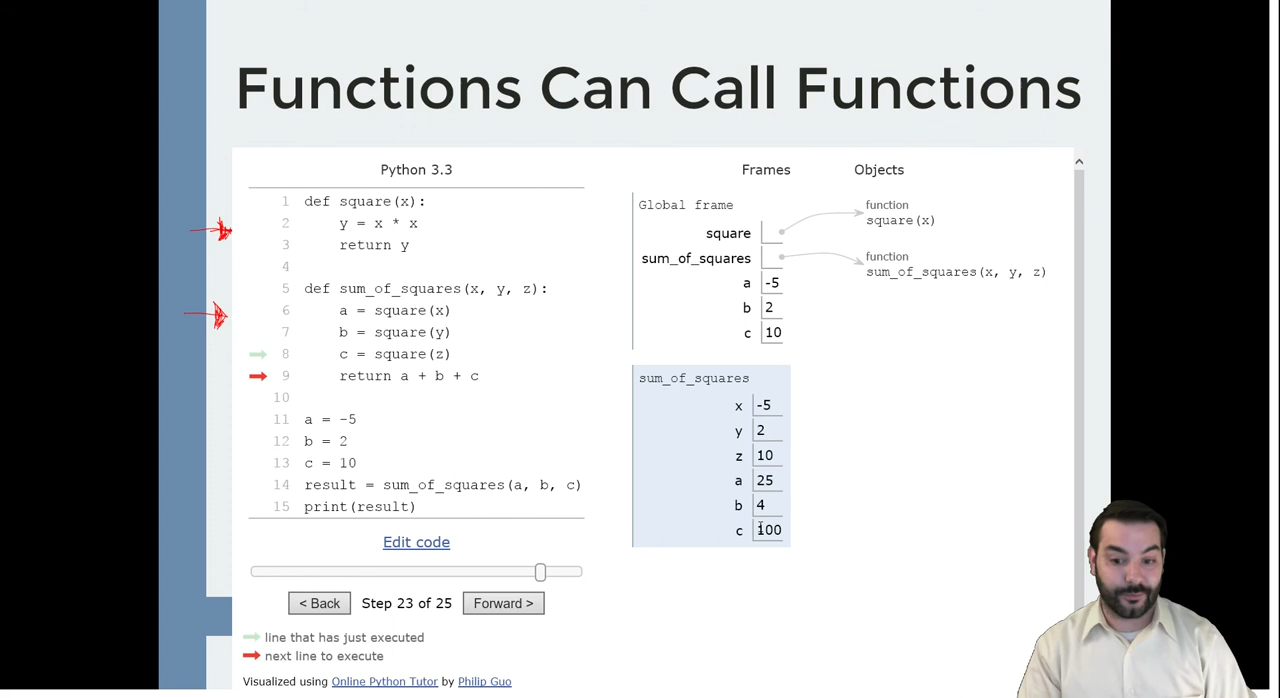 Functions Can Call Functions
Python 3.3
1 def square(x):
2     y = x * x
3     return y
4
5 def sum_of_squares(x, y, z):
6     a = square(x)
7     b = square(y)
8     c = square(z)
9     return a + b + c
10
11 a = -5
12 b = 2
13 c = 10
14 result = sum_of_squares(a, b, c)
15 print(result)
Edit code
< Back Step 23 of 25 Forward >
line that has just executed
next line to execute
Visualized using Online Python Tutor by Philip Guo
Frames Objects
Global frame
square
sum_of_squares
a -5
b 2
c 10
function
square(x)
function
sum_of_squares(x, y, z)
sum_of_squares
x -5
y 2
z 10
a 25
b 4
c 100